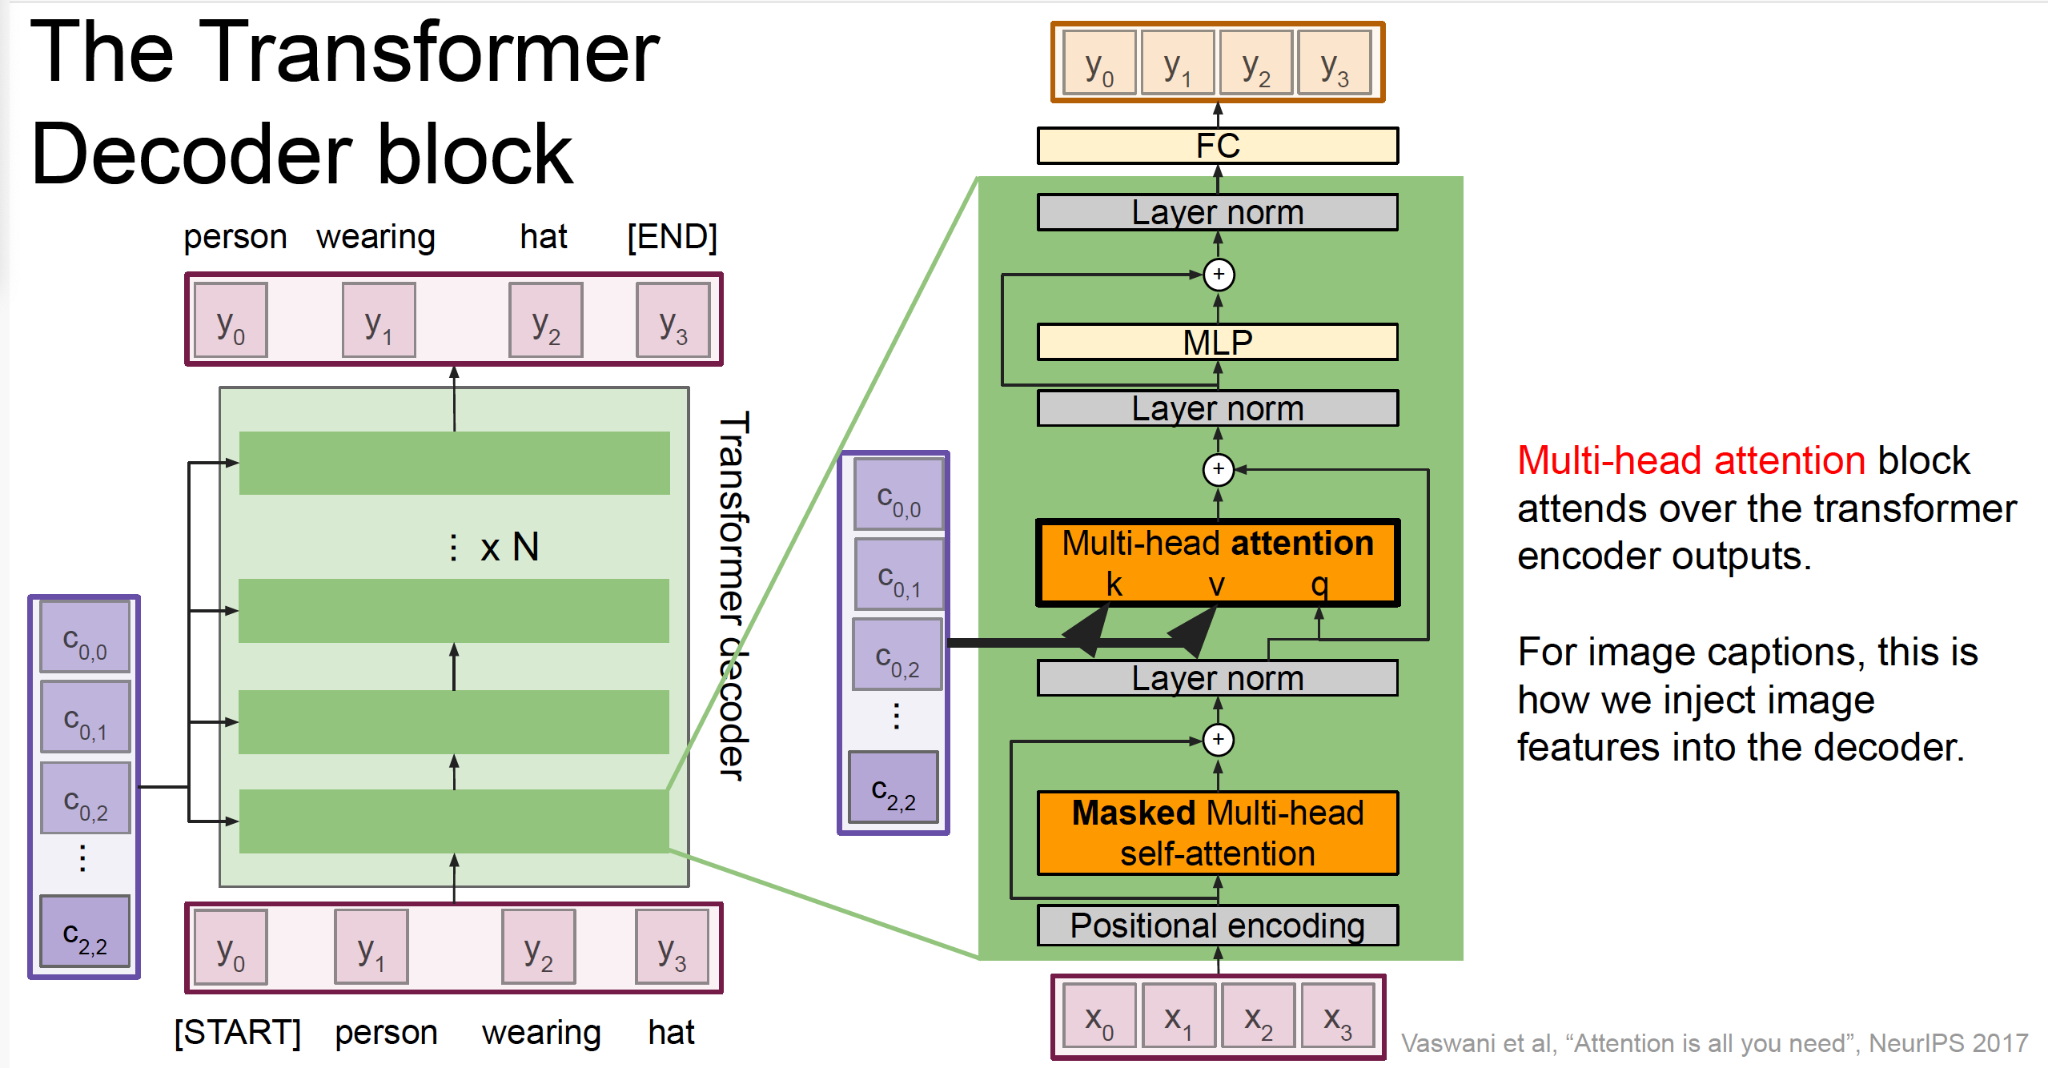 The Transformer
Decoder block
person wearing hat [END]
y0 y1 y2 y3
⋮ x N
Transformer decoder
c0,0
c0,1
c0,2
⋮
c2,2
y0 y1 y2 y3
[START] person wearing hat
y0 y1 y2 y3
FC
Layer norm
+
MLP
Layer norm
+
Multi-head attention
k v q
Layer norm
+
Masked Multi-head
self-attention
Positional encoding
x0 x1 x2 x3
c0,0
c0,1
c0,2
⋮
c2,2
Multi-head attention block
attends over the transformer
encoder outputs.
For image captions, this is
how we inject image
features into the decoder.
Vaswani et al, “Attention is all you need”, NeurIPS 2017